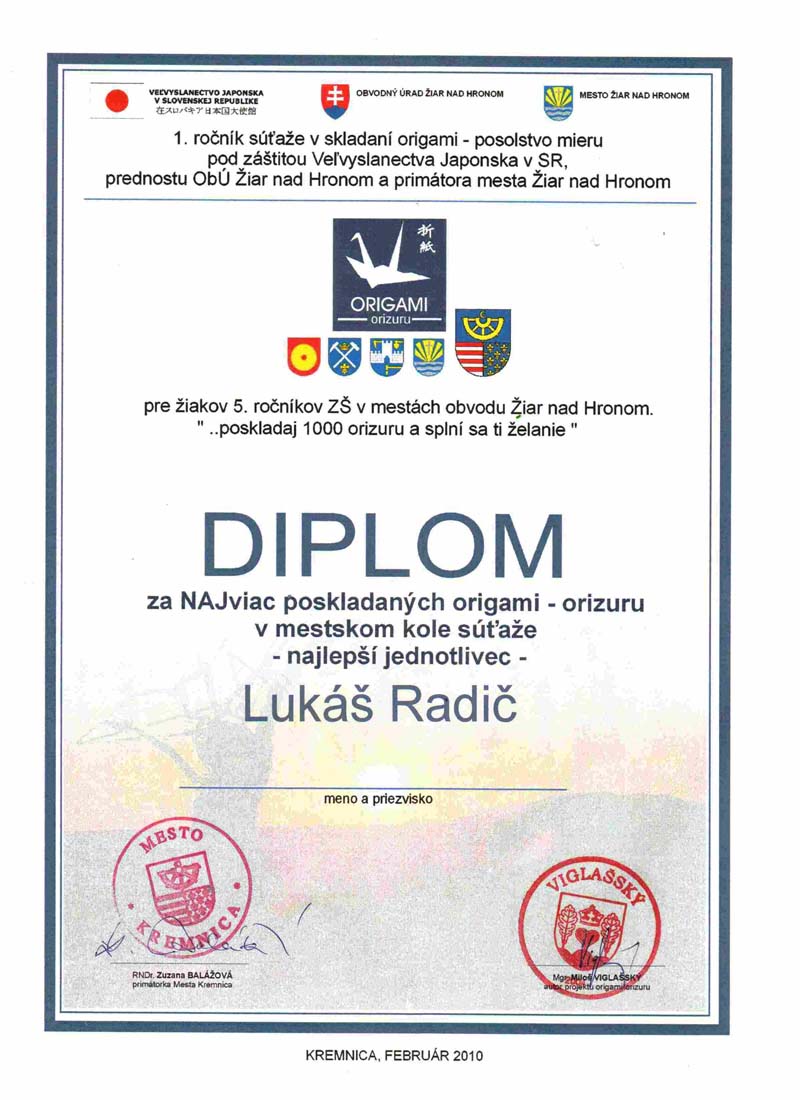 VEĽVYSLANECTVO JAPONSKA
V SLOVENSKEJ REPUBLIKE
在スロバキア日本国大使館
OBVODNÝ ÚRAD ŽIAR NAD HRONOM
MESTO ŽIAR NAD HRONOM
1. ročník súťaže v skladaní origami - posolstvo mieru
pod záštitou Veľvyslanectva Japonska v SR,
prednostu ObÚ Žiar nad Hronom a primátora mesta Žiar nad Hronom
折紙
ORIGAMI
orizuru
pre žiakov 5. ročníkov ZŠ v mestách obvodu Žiar nad Hronom.
" ..poskladaj 1000 orizuru a splní sa ti želanie "
DIPLOM
za NAJviac poskladaných origami - orizuru
v mestskom kole súťaže
- najlepší jednotlivec -
Lukáš Radič
meno a priezvisko
MESTO
KREMNICA
VIGLAŠSKÝ
RNDr. Zuzana BALÁŽOVÁ
primátorka Mesta Kremnica
Mgr. Miloš VIGLAŠSKÝ
autor projektu origami orizuru
KREMNICA, FEBRUÁR 2010